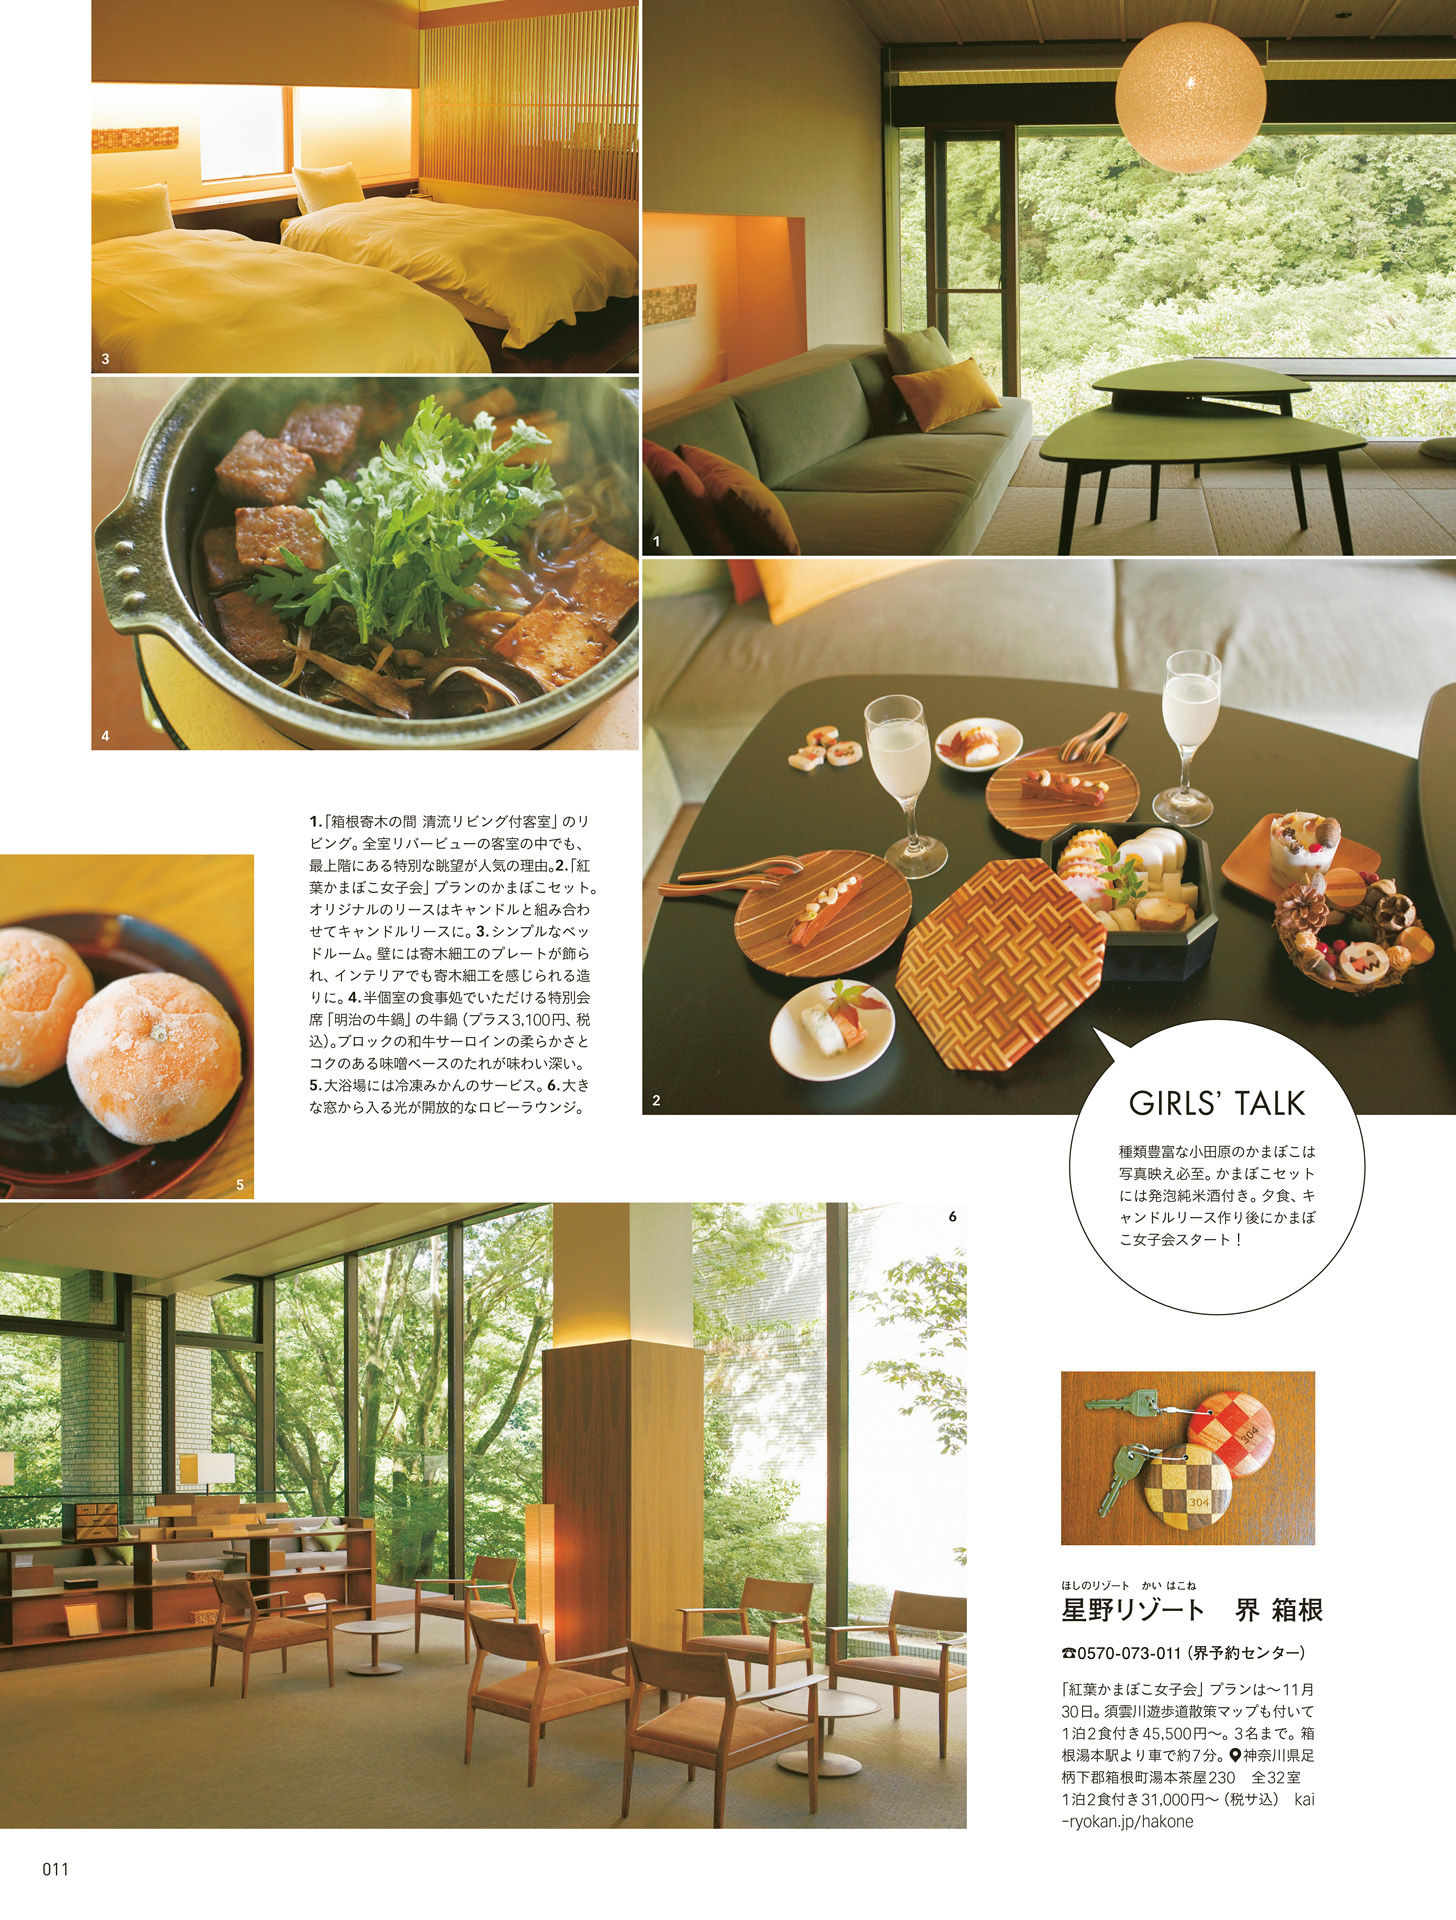 3
1
4
1.「箱根寄木の間 清流リビング付客室」のリ
ビング。全室リバービューの客室の中でも、
最上階にある特別な眺望が人気の理由。2.「紅
葉かまぼこ女子会」プランのかまぼこセット。
オリジナルのリースはキャンドルと組み合わ
せてキャンドルリースに。3.シンプルなベッ
ドルーム。壁には寄木細工のプレートが飾ら
れ、インテリアでも寄木細工を感じられる造
りに。4.半個室の食事処でいただける特別会
席「明治の牛鍋」の牛鍋（プラス3,100円、税
込）。ブロックの和牛サーロインの柔らかさと
コクのある味噌ベースのたれが味わい深い。
5.大浴場には冷凍みかんのサービス。6.大き
な窓から入る光が開放的なロビーラウンジ。
2
5
GIRLS’ TALK
種類豊富な小田原のかまぼこは
写真映え必至。かまぼこセット
には発泡純米酒付き。夕食、キ
ャンドルリース作り後にかまぼ
こ女子会スタート！
6
304
304
ほしのリゾート かい はこね
星野リゾート 界 箱根
☎0570-073-011（界予約センター）
「紅葉かまぼこ女子会」プランは〜11月
30日。須雲川遊歩道散策マップも付いて
1泊2食付き45,500円〜。3名まで。箱
根湯本駅より車で約7分。神奈川県足
柄下郡箱根町湯本茶屋230 全32室
1泊2食付き31,000円〜（税サ込） kai
-ryokan.jp/hakone
011